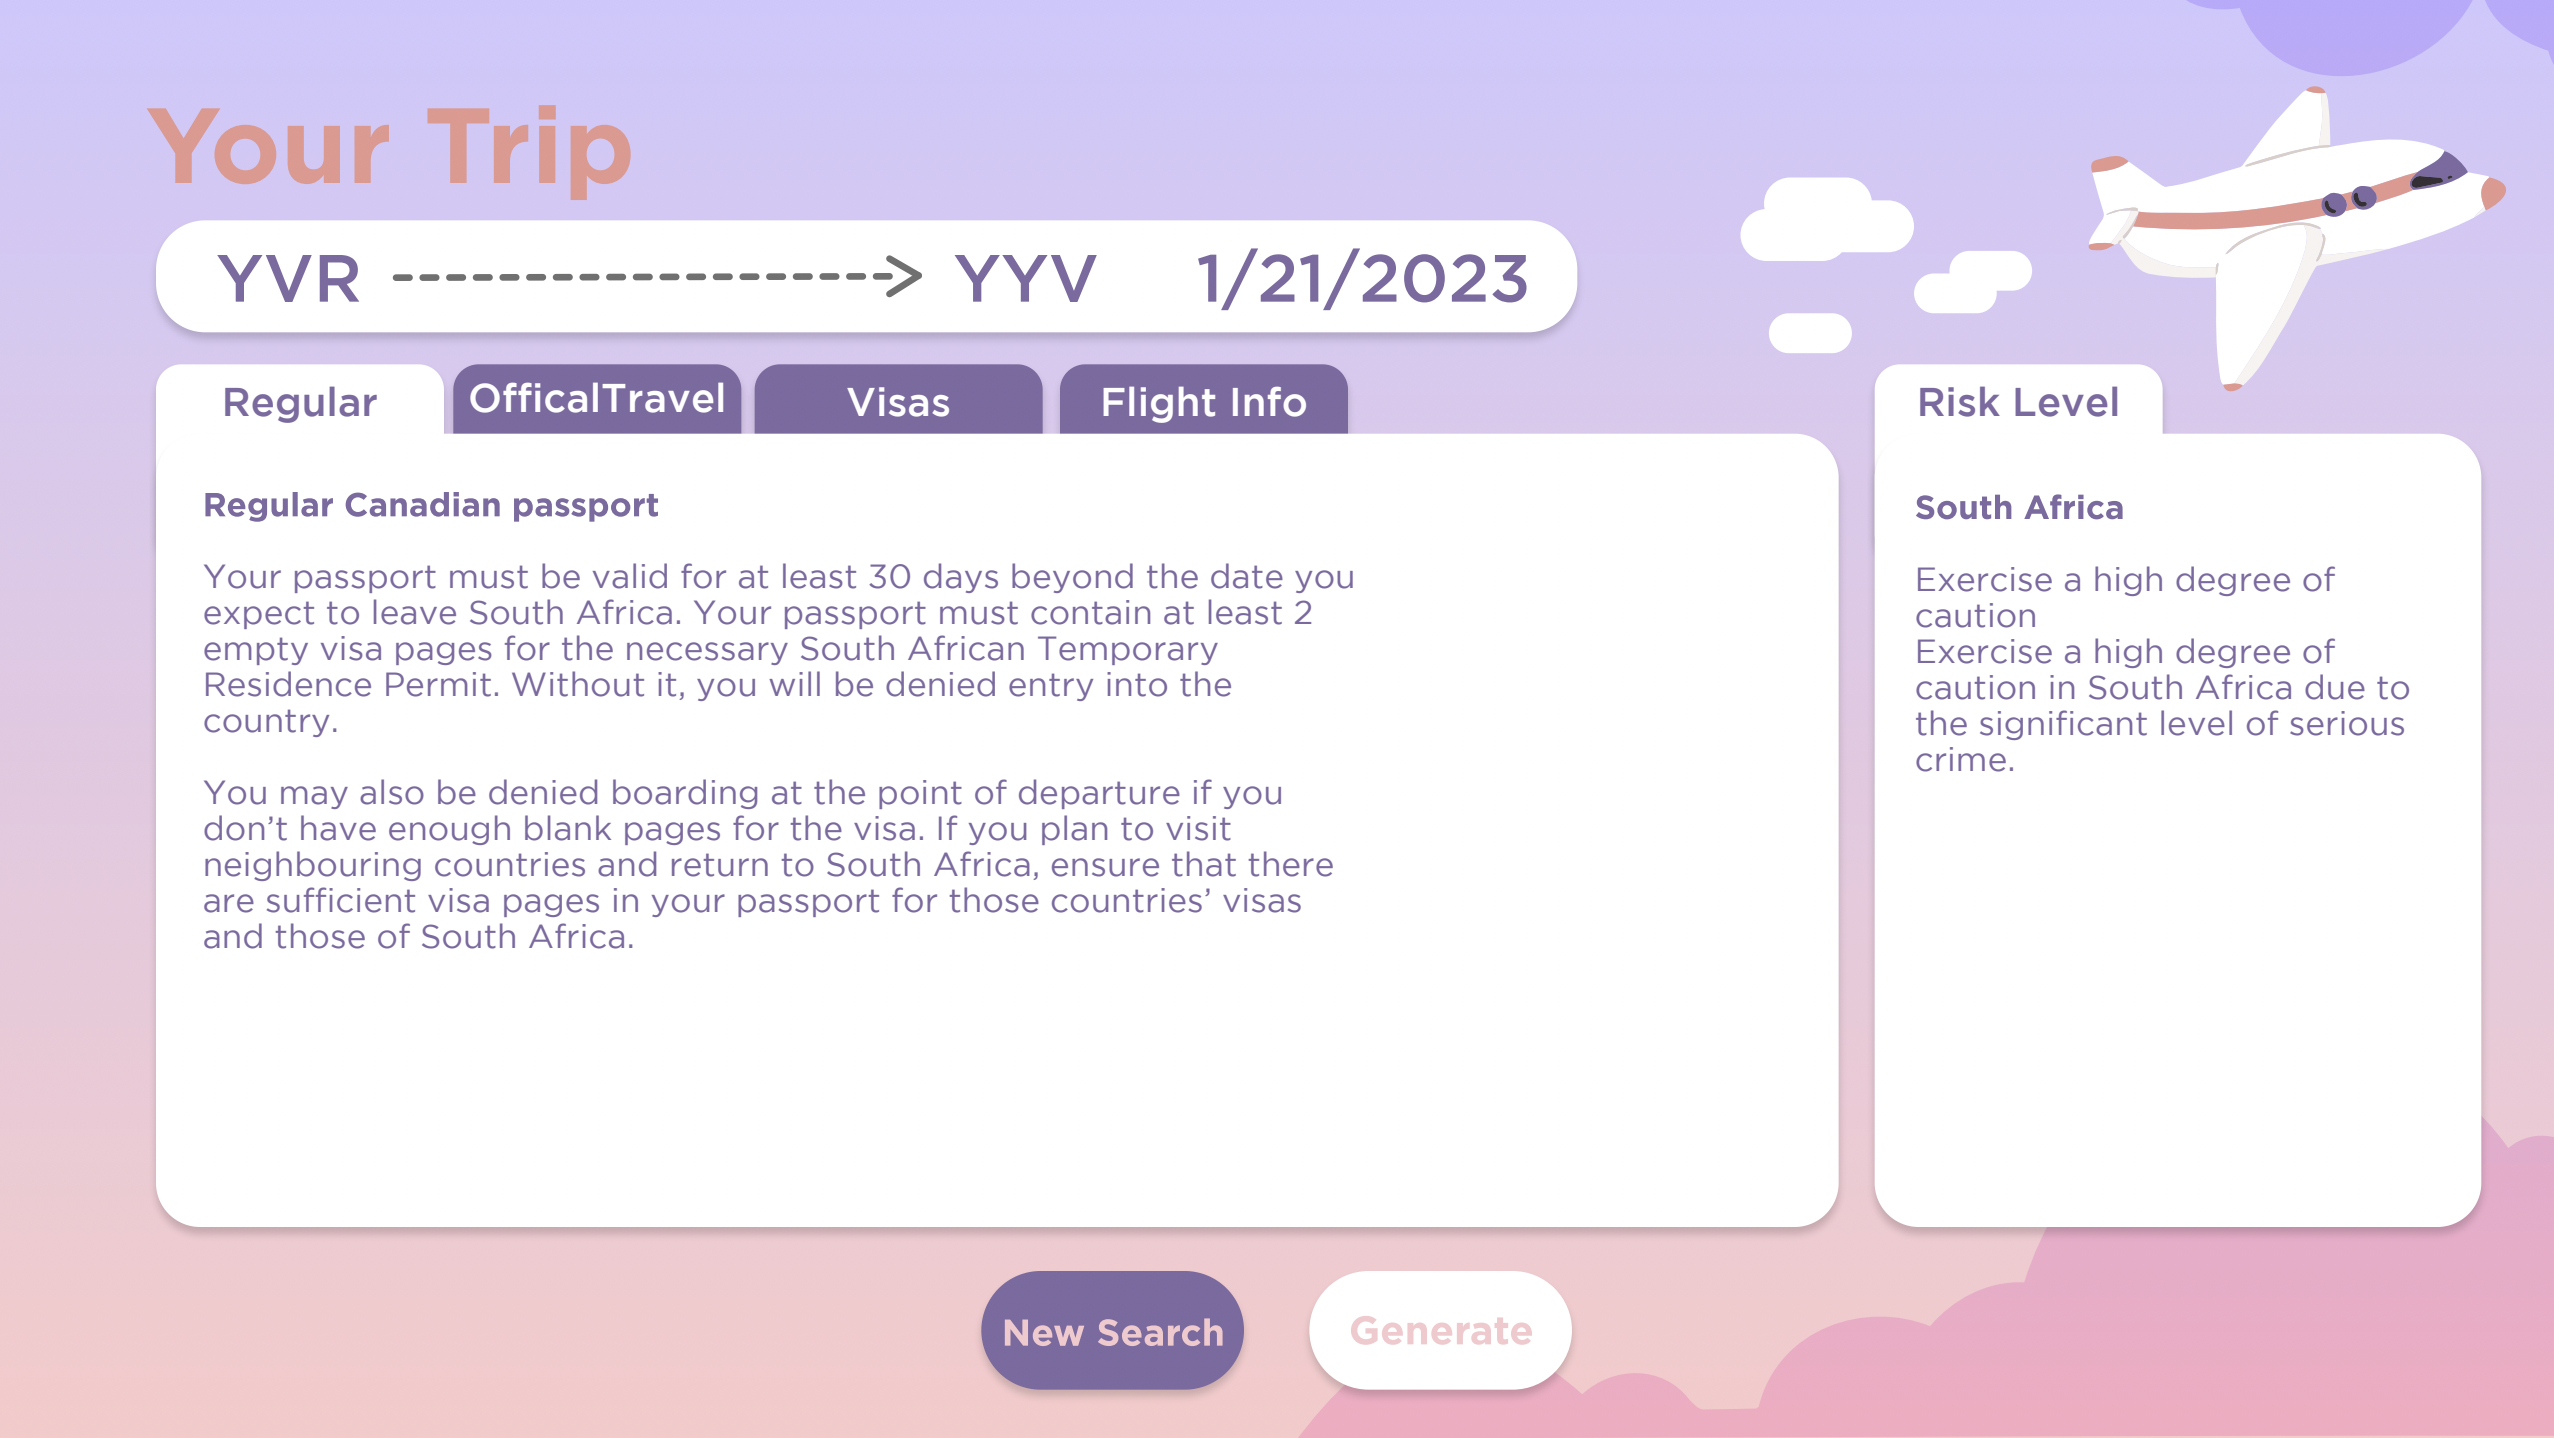 Your Trip
YVR YYV 1/21/2023
Regular OfficalTravel Visas Flight Info
Regular Canadian passport
Your passport must be valid for at least 30 days beyond the date you
expect to leave South Africa. Your passport must contain at least 2
empty visa pages for the necessary South African Temporary
Residence Permit. Without it, you will be denied entry into the
country.
You may also be denied boarding at the point of departure if you
don’t have enough blank pages for the visa. If you plan to visit
neighbouring countries and return to South Africa, ensure that there
are sufficient visa pages in your passport for those countries’ visas
and those of South Africa.
Risk Level
South Africa
Exercise a high degree of
caution
Exercise a high degree of
caution in South Africa due to
the significant level of serious
crime.
New Search
Generate